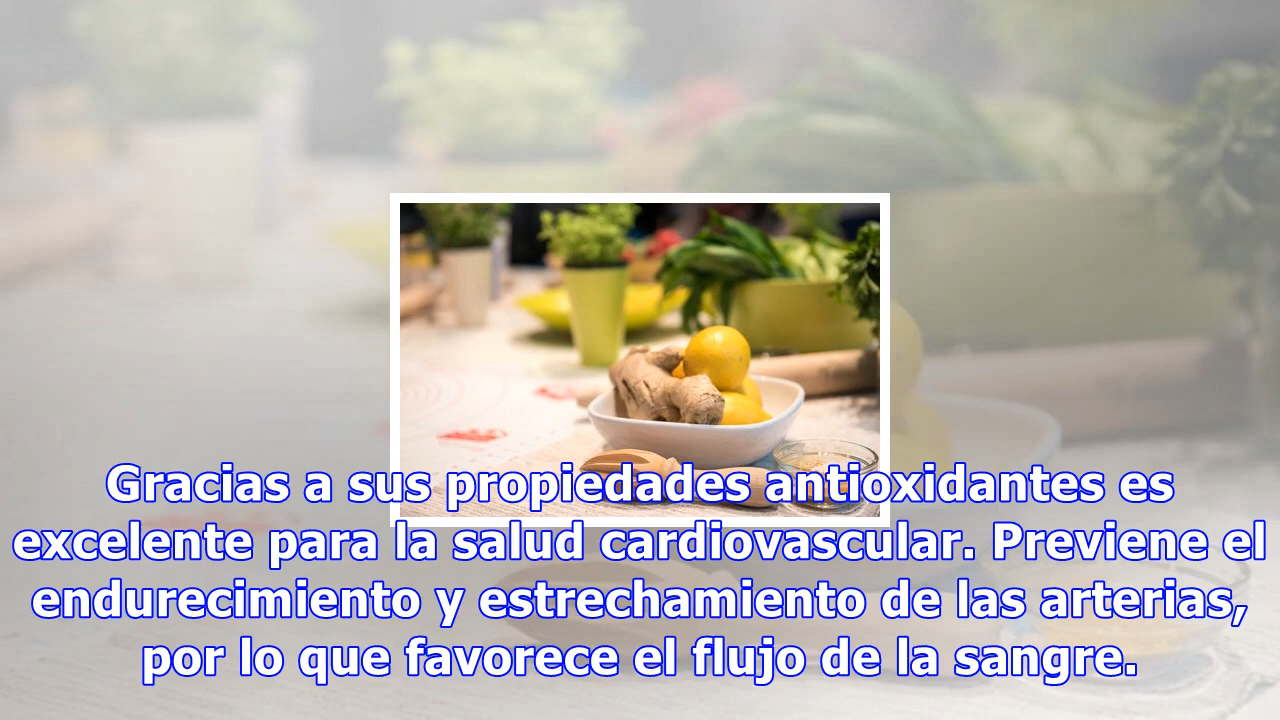 Gracias a sus propiedades antioxidantes es
excelente para la salud cardiovascular. Previene el
endurecimiento y estrechamiento de las arterias,
por lo que favorece el flujo de la sangre.